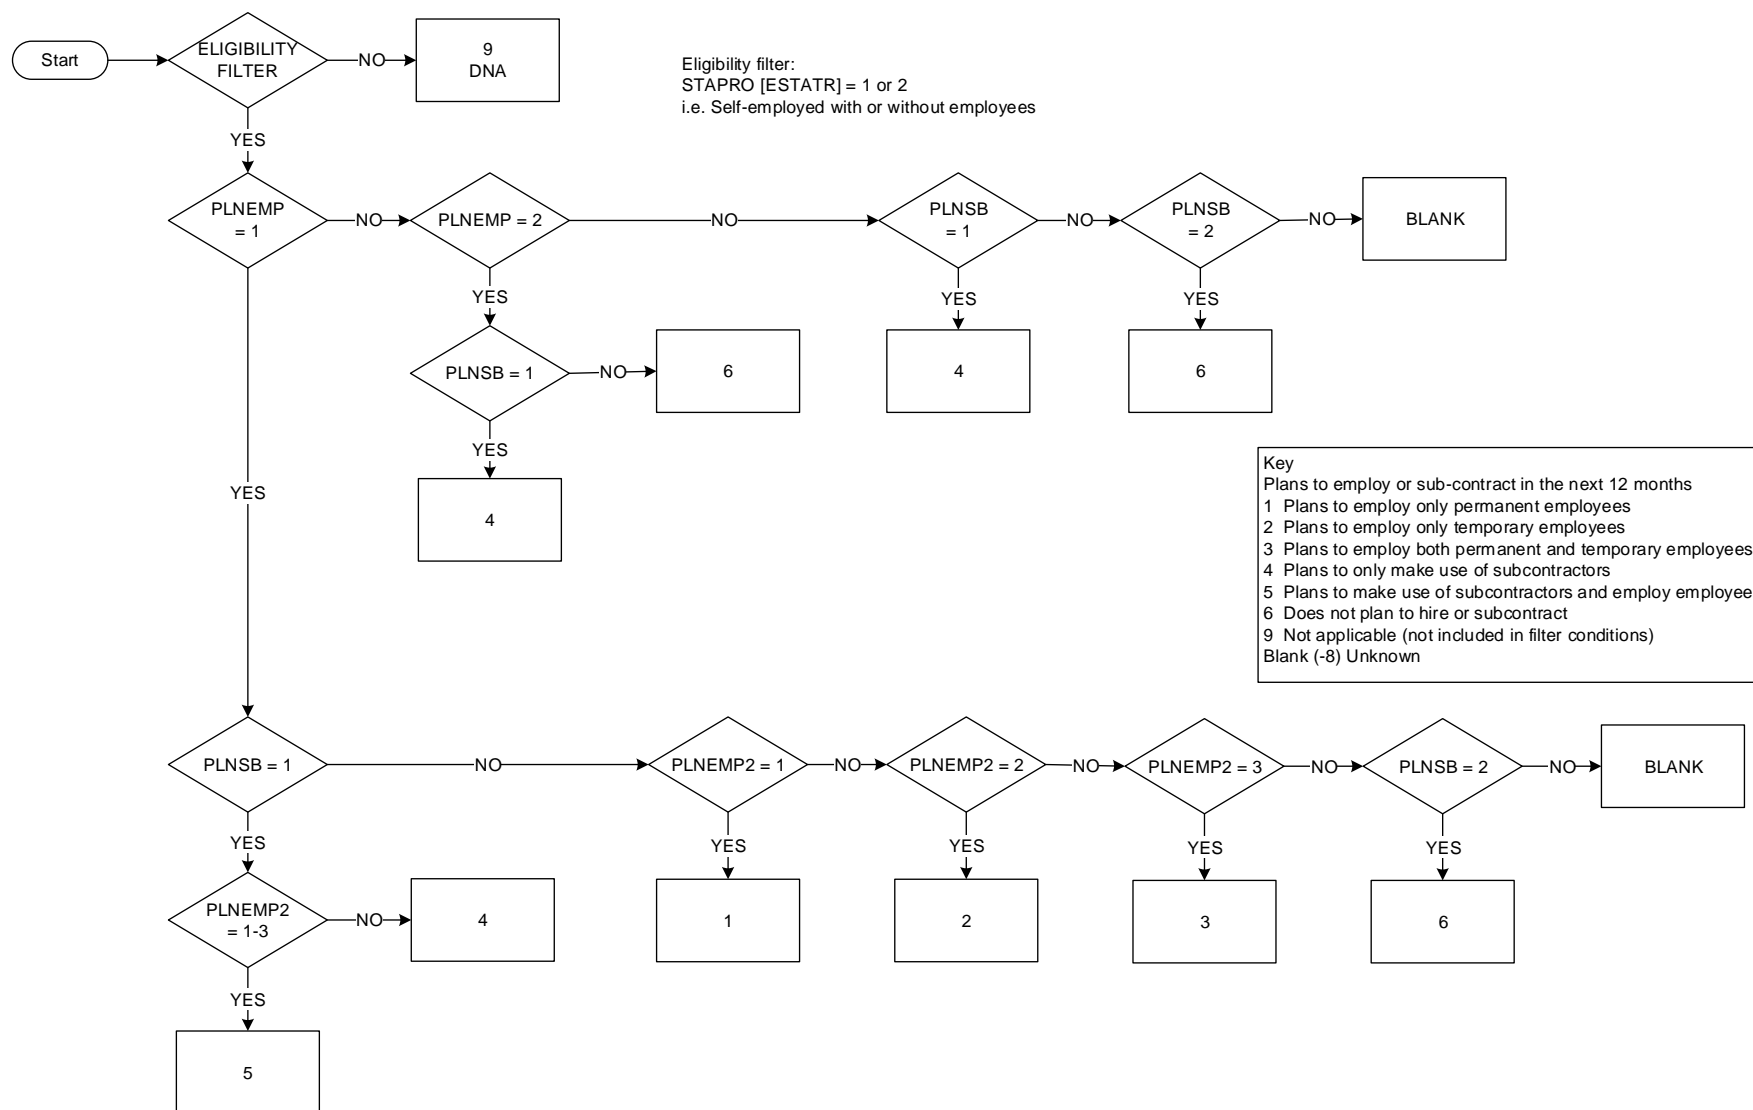 Start
ELIGIBILITY
FILTER
NO
9
DNA
Eligibility filter:
STAPRO [ESTATR] = 1 or 2
i.e. Self-employed with or without employees
YES
PLNEMP
= 1
NO
PLNEMP = 2
NO
PLNSB
= 1
NO
PLNSB
= 2
NO
BLANK
YES
YES
YES
PLNSB = 1
NO
6
4
6
YES
4
YES
Key
Plans to employ or sub-contract in the next 12 months
1 Plans to employ only permanent employees
2 Plans to employ only temporary employees
3 Plans to employ both permanent and temporary employees
4 Plans to only make use of subcontractors
5 Plans to make use of subcontractors and employ employee
6 Does not plan to hire or subcontract
9 Not applicable (not included in filter conditions)
Blank (-8) Unknown
PLNSB = 1
NO
PLNEMP2 = 1
NO
PLNEMP2 = 2
NO
PLNEMP2 = 3
NO
PLNSB = 2
NO
BLANK
YES
YES
YES
YES
YES
PLNEMP2
= 1-3
NO
4
1
2
3
6
YES
5